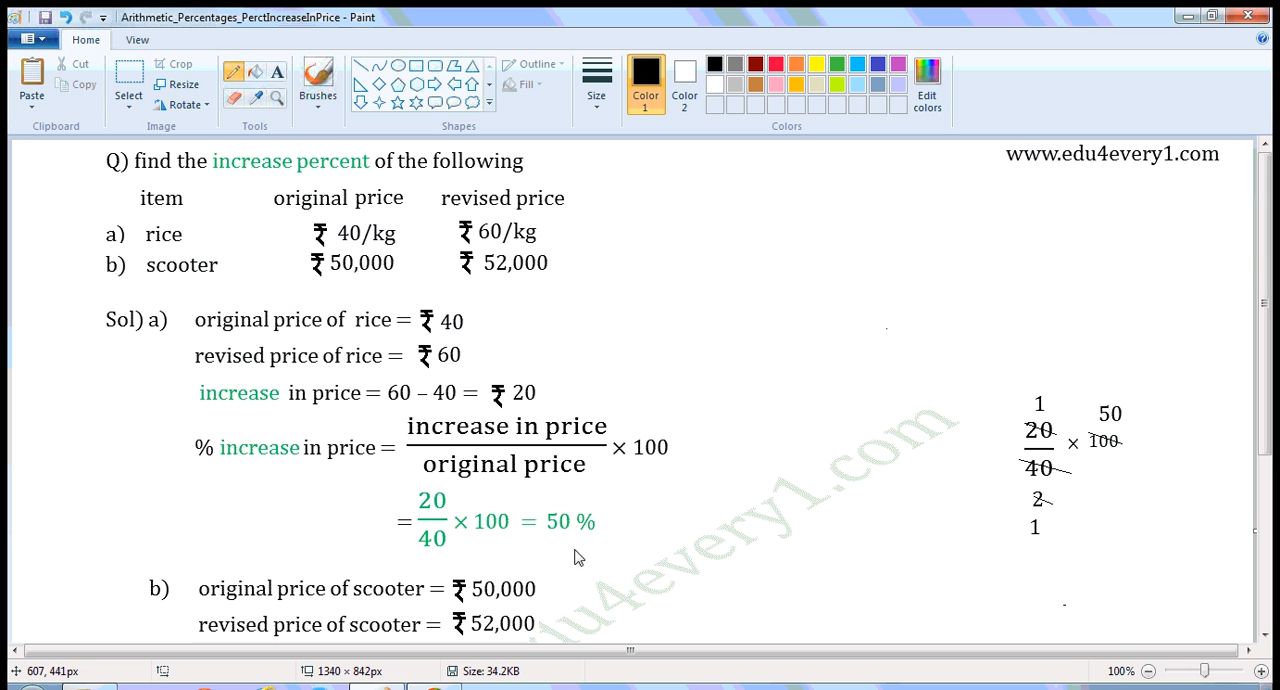 Arithmetic_Percentages_PerctIncreaseInPrice - Paint
Home View
Paste Cut Copy Select Crop Resize Rotate Brushes Outline Fill Size Color 1 Color 2 Edit colors
Clipboard Image Tools Shapes Colors
www.edu4every1.com
Q) find the increase percent of the following
item original price revised price
a) rice ₹ 40/kg ₹ 60/kg
b) scooter ₹ 50,000 ₹ 52,000
Sol) a) original price of rice = ₹ 40
revised price of rice = ₹ 60
increase in price = 60 – 40 = ₹ 20
% increase in price = increase in price / original price × 100
= 20 / 40 × 100 = 50 %
1 50
20 × 100
40
2
1
b) original price of scooter = ₹ 50,000
revised price of scooter = ₹ 52,000
edu4every1.com
607, 441px 1340 × 842px Size: 34.2KB 100%